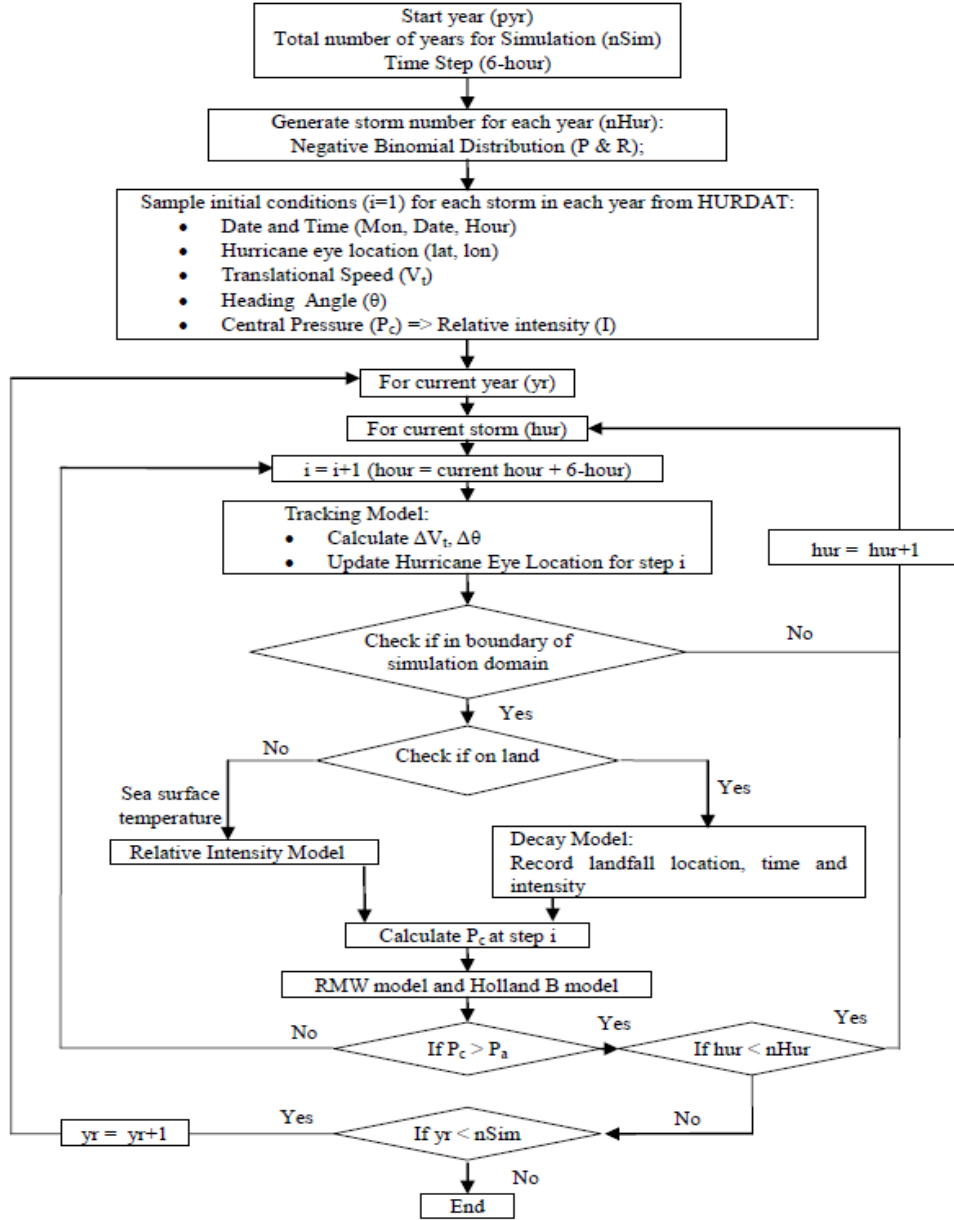 Start year (pyr)
Total number of years for Simulation (nSim)
Time Step (6-hour)
Generate storm number for each year (nHur):
Negative Binomial Distribution (P & R);
Sample initial conditions (i=1) for each storm in each year from HURDAT:
• Date and Time (Mon, Date, Hour)
• Hurricane eye location (lat, lon)
• Translational Speed (Vₜ)
• Heading Angle (θ)
• Central Pressure (P_c) => Relative intensity (I)
For current year (yr)
For current storm (hur)
i = i+1 (hour = current hour + 6-hour)
Tracking Model:
• Calculate ΔVₜ, Δθ
• Update Hurricane Eye Location for step i
hur = hur+1
Check if in boundary of
simulation domain
No
Yes
Check if on land
No
Yes
Sea surface
temperature
Relative Intensity Model
Decay Model:
Record landfall location, time and
intensity
Calculate P_c at step i
RMW model and Holland B model
No
If P_c > P_a
Yes
If hur < nHur
Yes
No
yr = yr+1
Yes
If yr < nSim
No
End